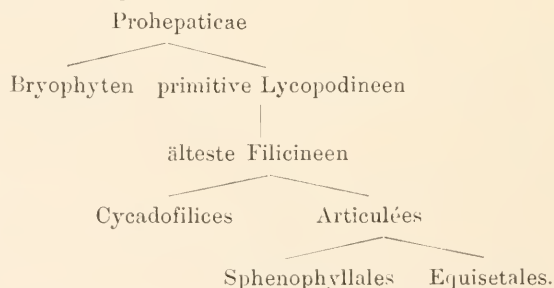 Prohepaticae
Bryophyten primitive Lycopodineen
älteste Filicineen
Cycadofilices Articulées
Sphenophyllales Equisetales.